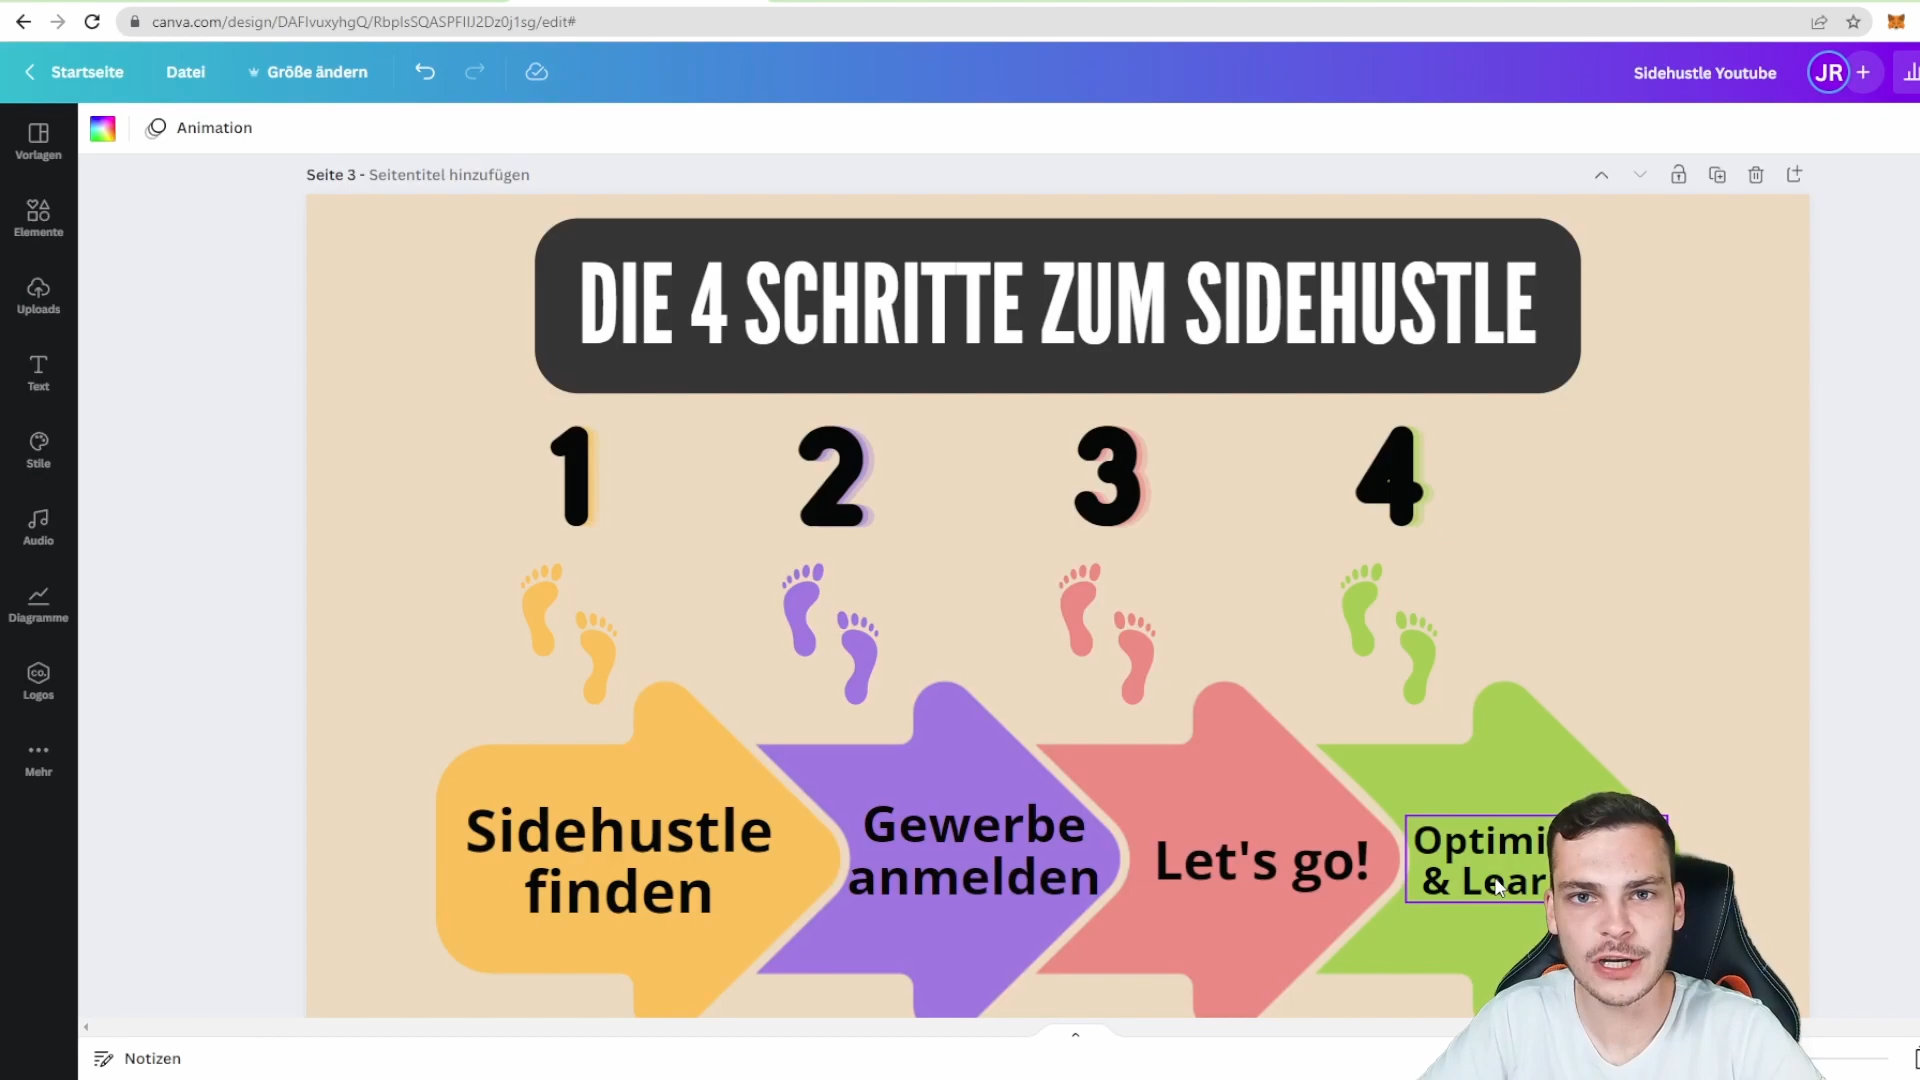 canva.com/design/DAFlvuxyhgQ/RbplsSQASPFIIJ2Dz0j1sg/edit#
Startseite
Datei
Größe ändern
Sidehustle Youtube
JR
+
Animation
Vorlagen
Elemente
Uploads
Text
Stile
Audio
Diagramme
CO.
Logos
Mehr
Seite 3 - Seitentitel hinzufügen
DIE 4 SCHRITTE ZUM SIDEHUSTLE
1
2
3
4
Sidehustle
finden
Gewerbe
anmelden
Let's go!
& 
Notizen